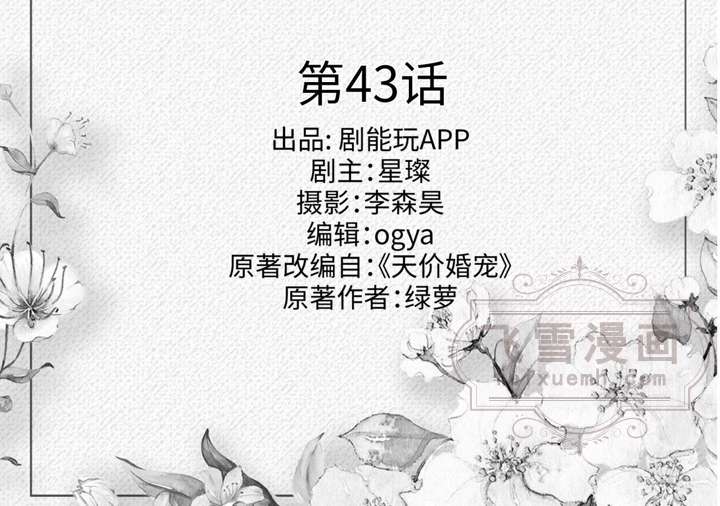 第43话
出品: 剧能玩APP
剧主:星璨
摄影:李森昊
编辑:ogya
原著改编自:《天价婚宠》
原著作者:绿萝
飞雪漫画